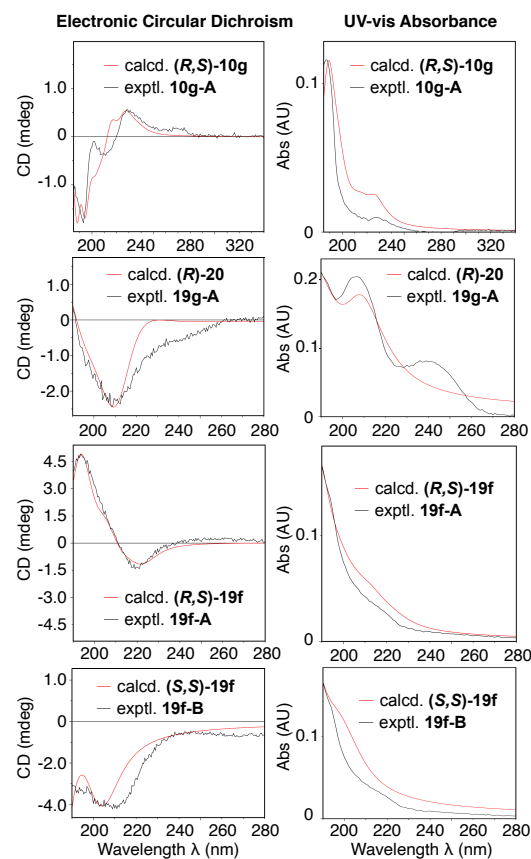 Electronic Circular Dichroism
UV-vis Absorbance
CD (mdeg)
1.0
0
-1.0
calcd. (R,S)-10g
exptl. 10g-A
200 240 280 320
Abs (AU)
0.1
0
calcd. (R,S)-10g
exptl. 10g-A
200 240 280 320
CD (mdeg)
1.0
0
-1.0
-2.0
calcd. (R)-20
exptl. 19g-A
200 220 240 260 280
Abs (AU)
0.2
0.1
0
calcd. (R)-20
exptl. 19g-A
200 220 240 260 280
CD (mdeg)
4.5
3.0
1.5
0
-1.5
-3.0
-4.5
calcd. (R,S)-19f
exptl. 19f-A
200 220 240 260 280
Abs (AU)
0.1
0
calcd. (R,S)-19f
exptl. 19f-A
200 220 240 260 280
CD (mdeg)
2.0
0
-2.0
-4.0
calcd. (S,S)-19f
exptl. 19f-B
200 220 240 260 280
Wavelength λ (nm)
Abs (AU)
0.1
0
calcd. (S,S)-19f
exptl. 19f-B
200 220 240 260 280
Wavelength λ (nm)